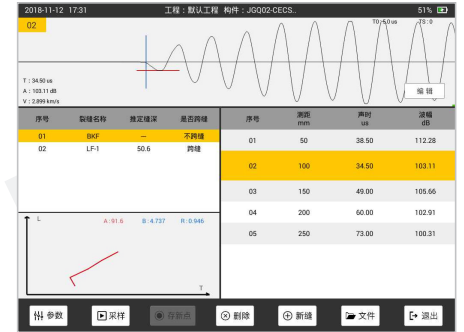 2018-11-12 17:31 工程：默认工程 构件：JGQ02-CECS.. 51%
02
T0 :-5.0 us TS : 0
T : 34.50 us
A : 103.11 dB
V : 2.899 km/s
编 辑
序号 裂缝名称 推定缝深 是否跨缝
01 BKF — 不跨缝
02 LF-1 50.6 跨缝
序号 测距 mm 声时 us 波幅 dB
01 50 38.50 112.28
02 100 34.50 103.11
03 150 49.00 105.66
04 200 60.00 102.91
05 250 73.00 100.31
L A :91.6 B : 4.737 R : 0.946
T
参数 采样 存新点 删除 新缝 文件 退出